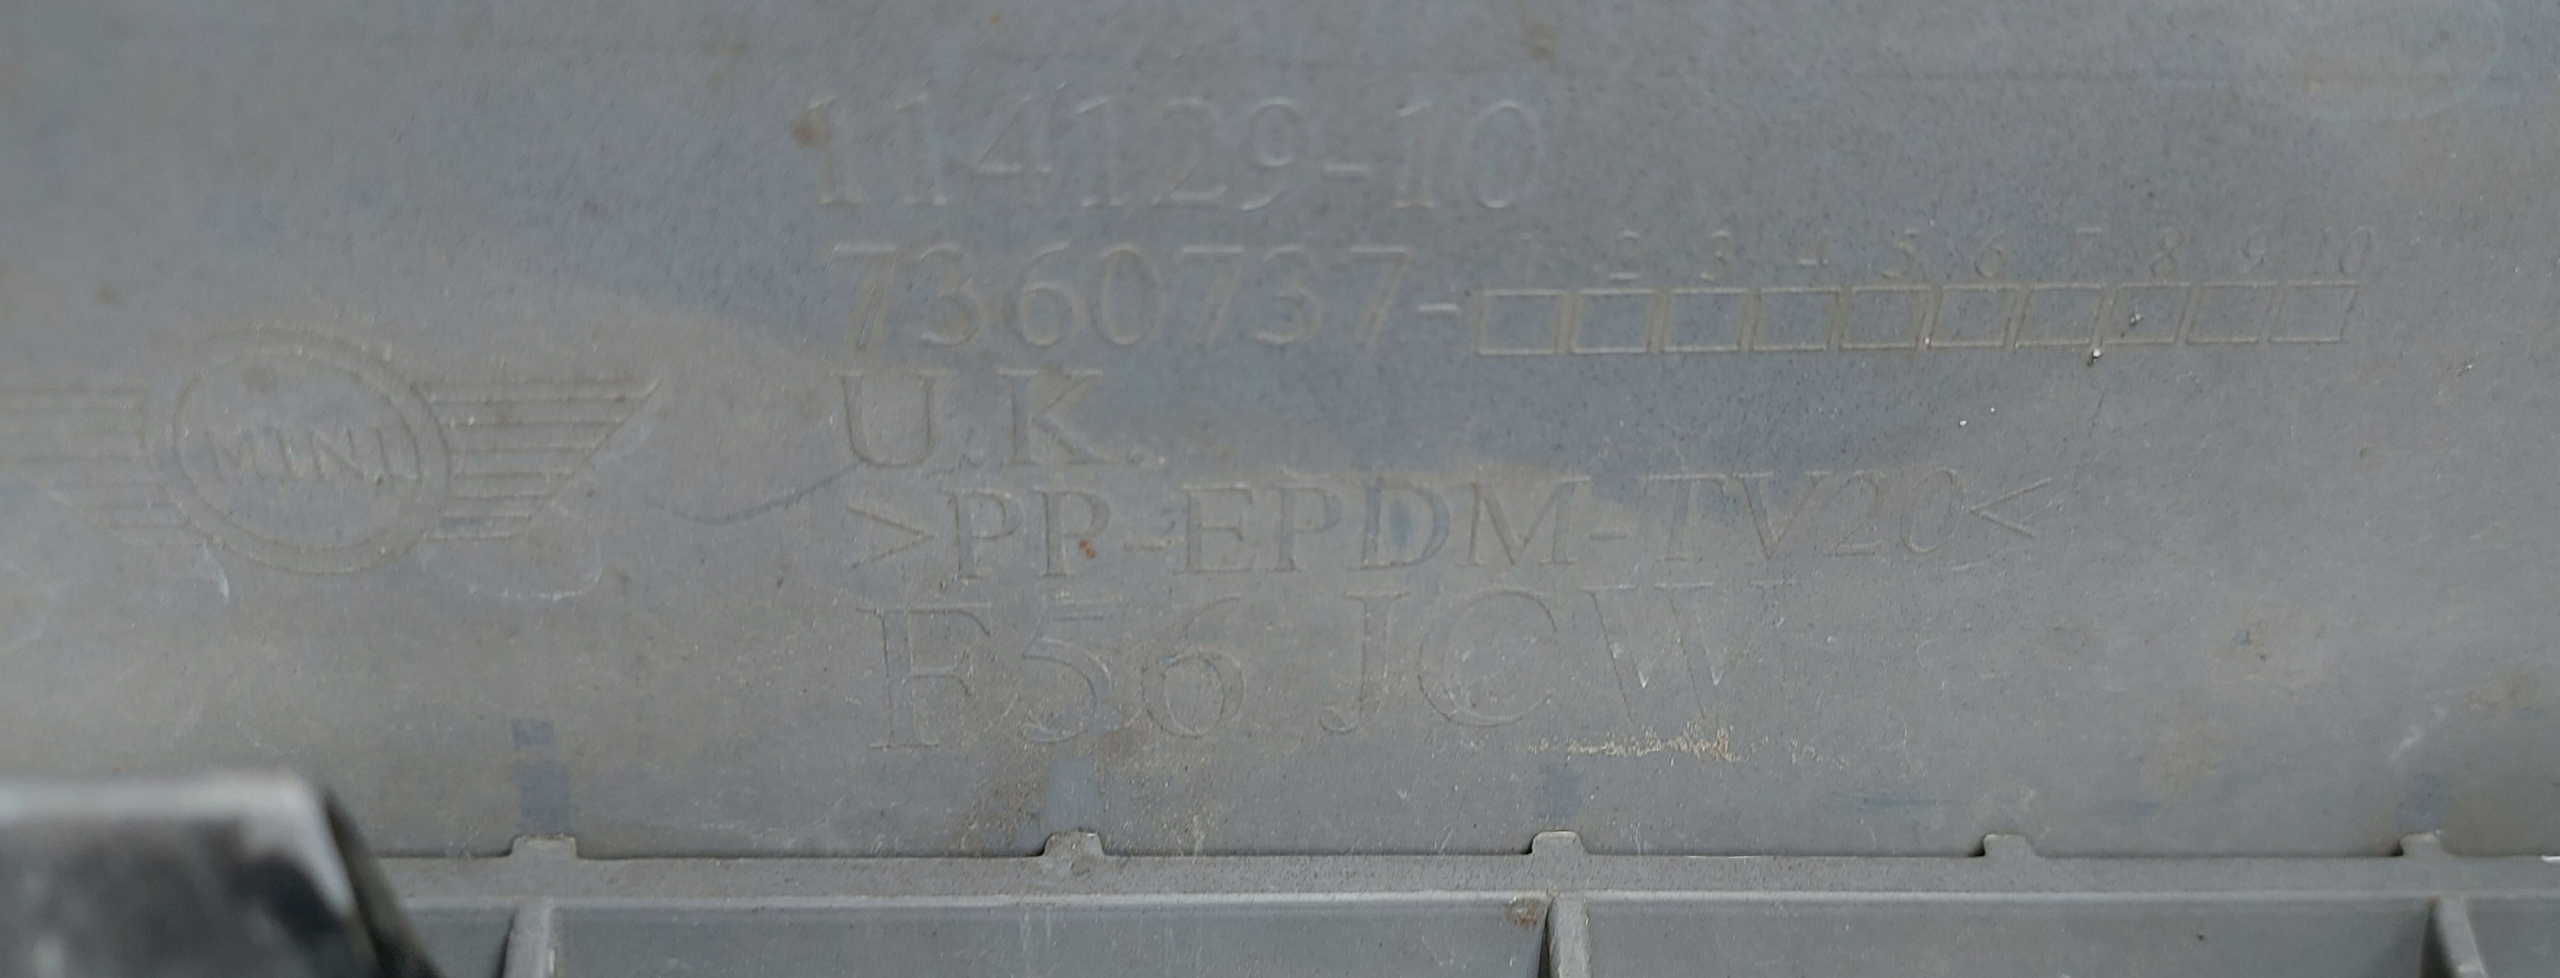 114129-10
1 2 3 4 5 6 7 8 9 10
7360737-
MINI
U.K.
>PP-EPDM-TV20<
F56 JCW